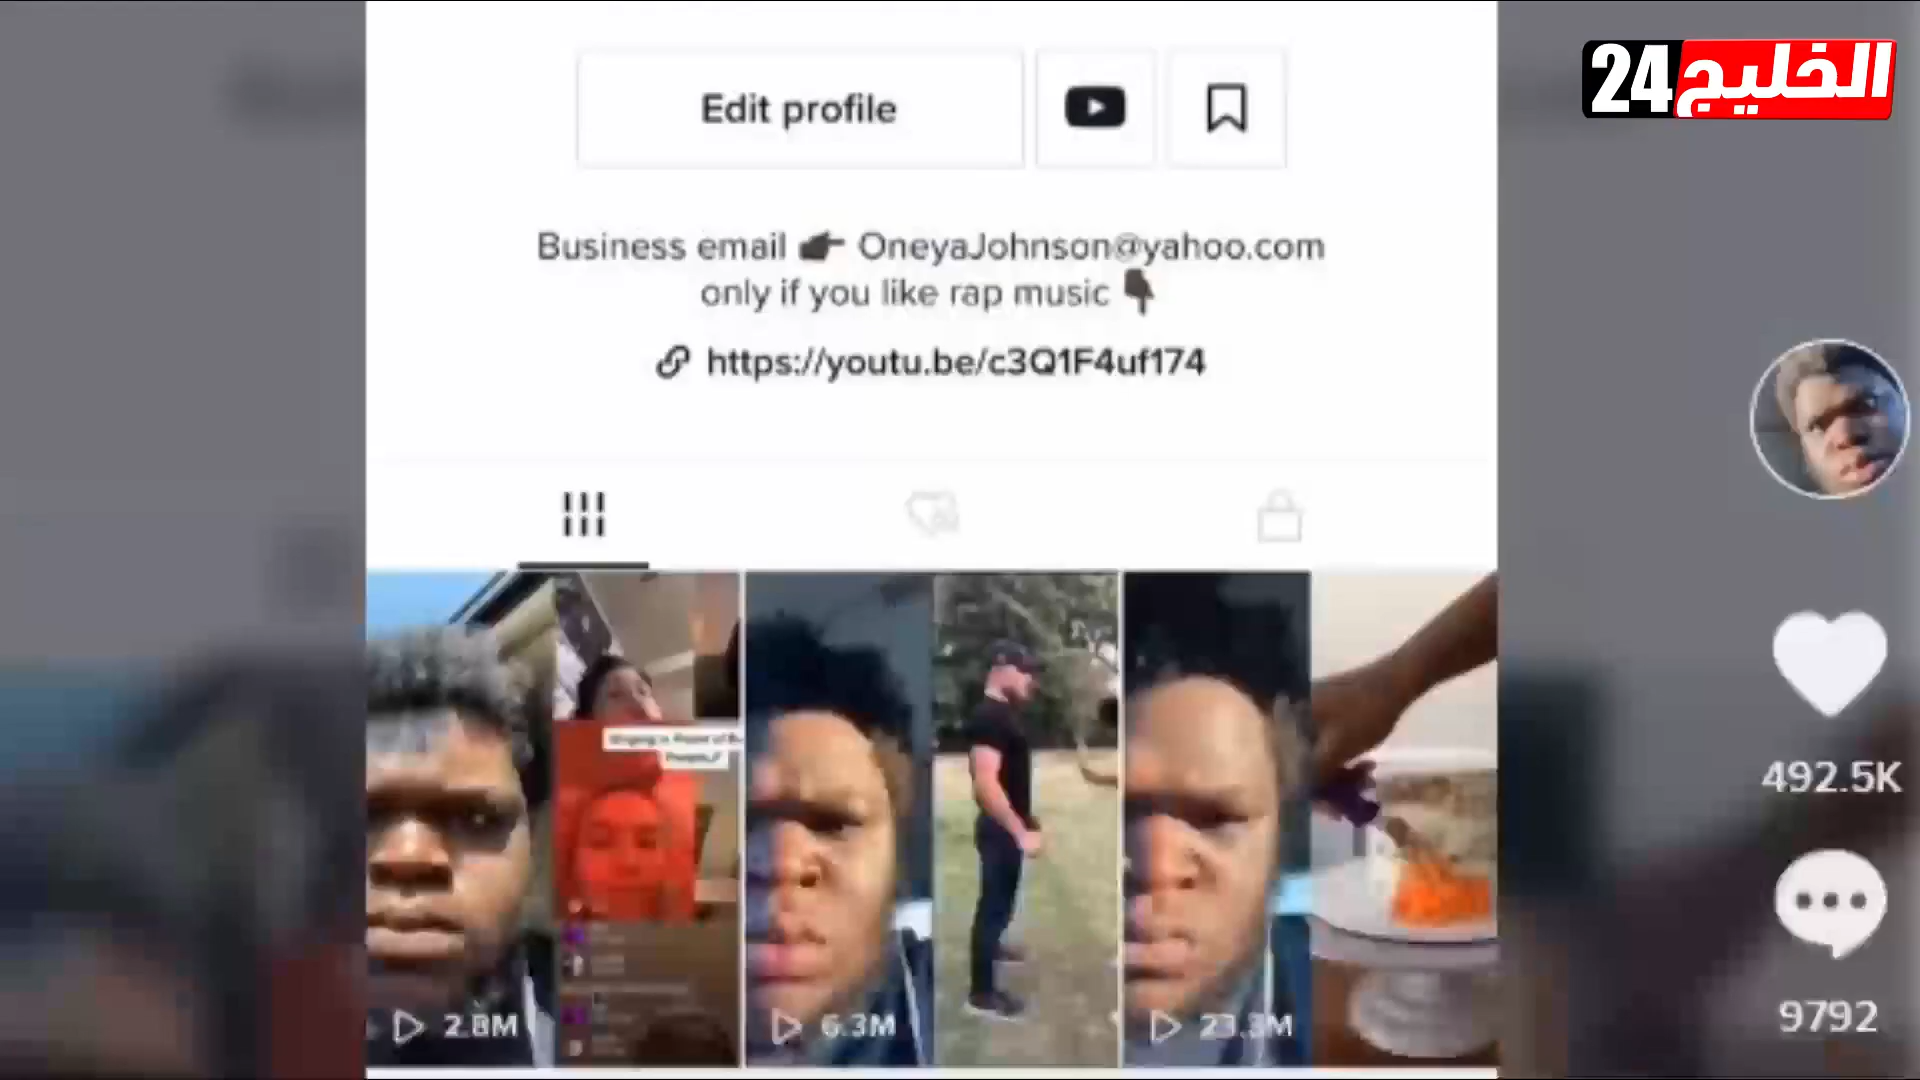 24 الخليج
Edit profile
Business email OneyaJohnson@yahoo.com
only if you like rap music
https://youtu.be/c3Q1F4uf174
492.5K
9792
2.8M
6.3M
23.3M